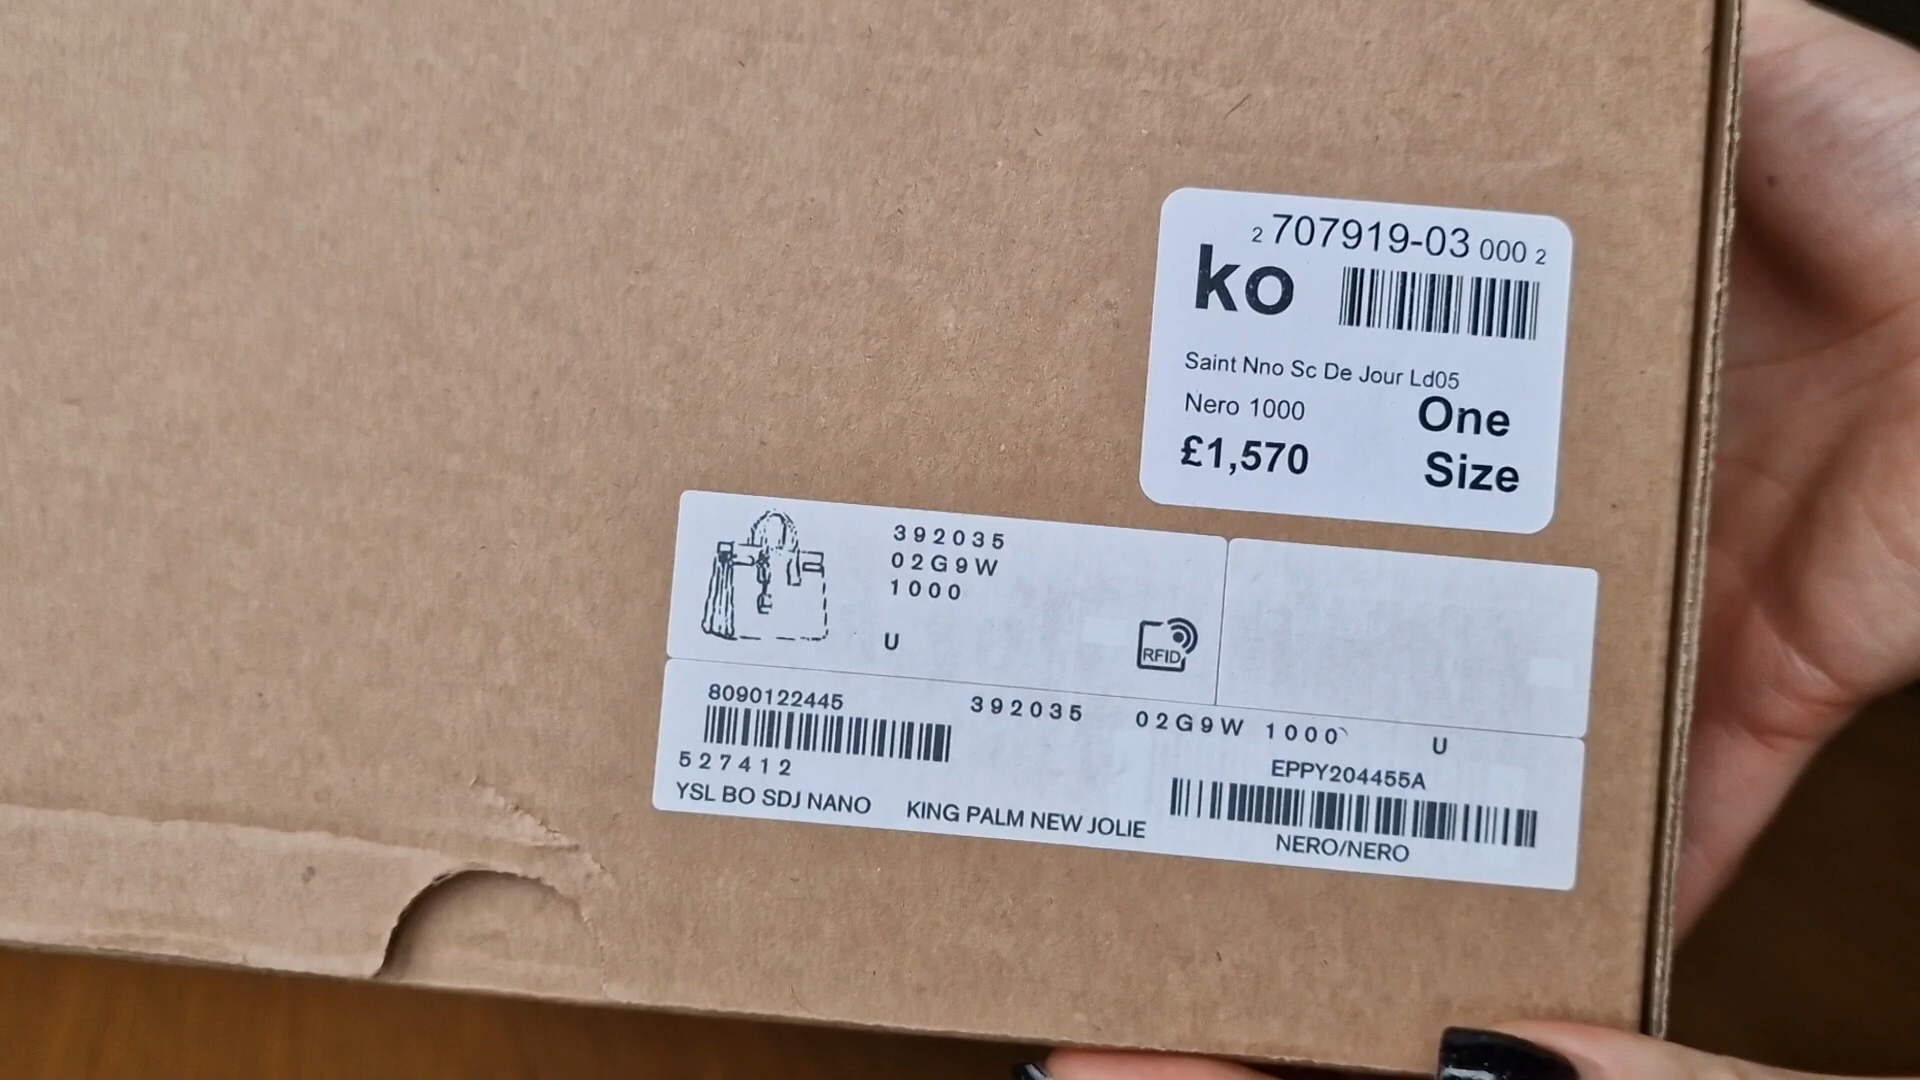 2 707919-03 000 2
ko
Saint Nno Sc De Jour Ld05
Nero 1000
One Size
£1,570
392035
02G9W
1000
U
RFID
8090122445
392035 02G9W 1000 U
527412
EPPY204455A
YSL BO SDJ NANO KING PALM NEW JOLIE
NERO/NERO